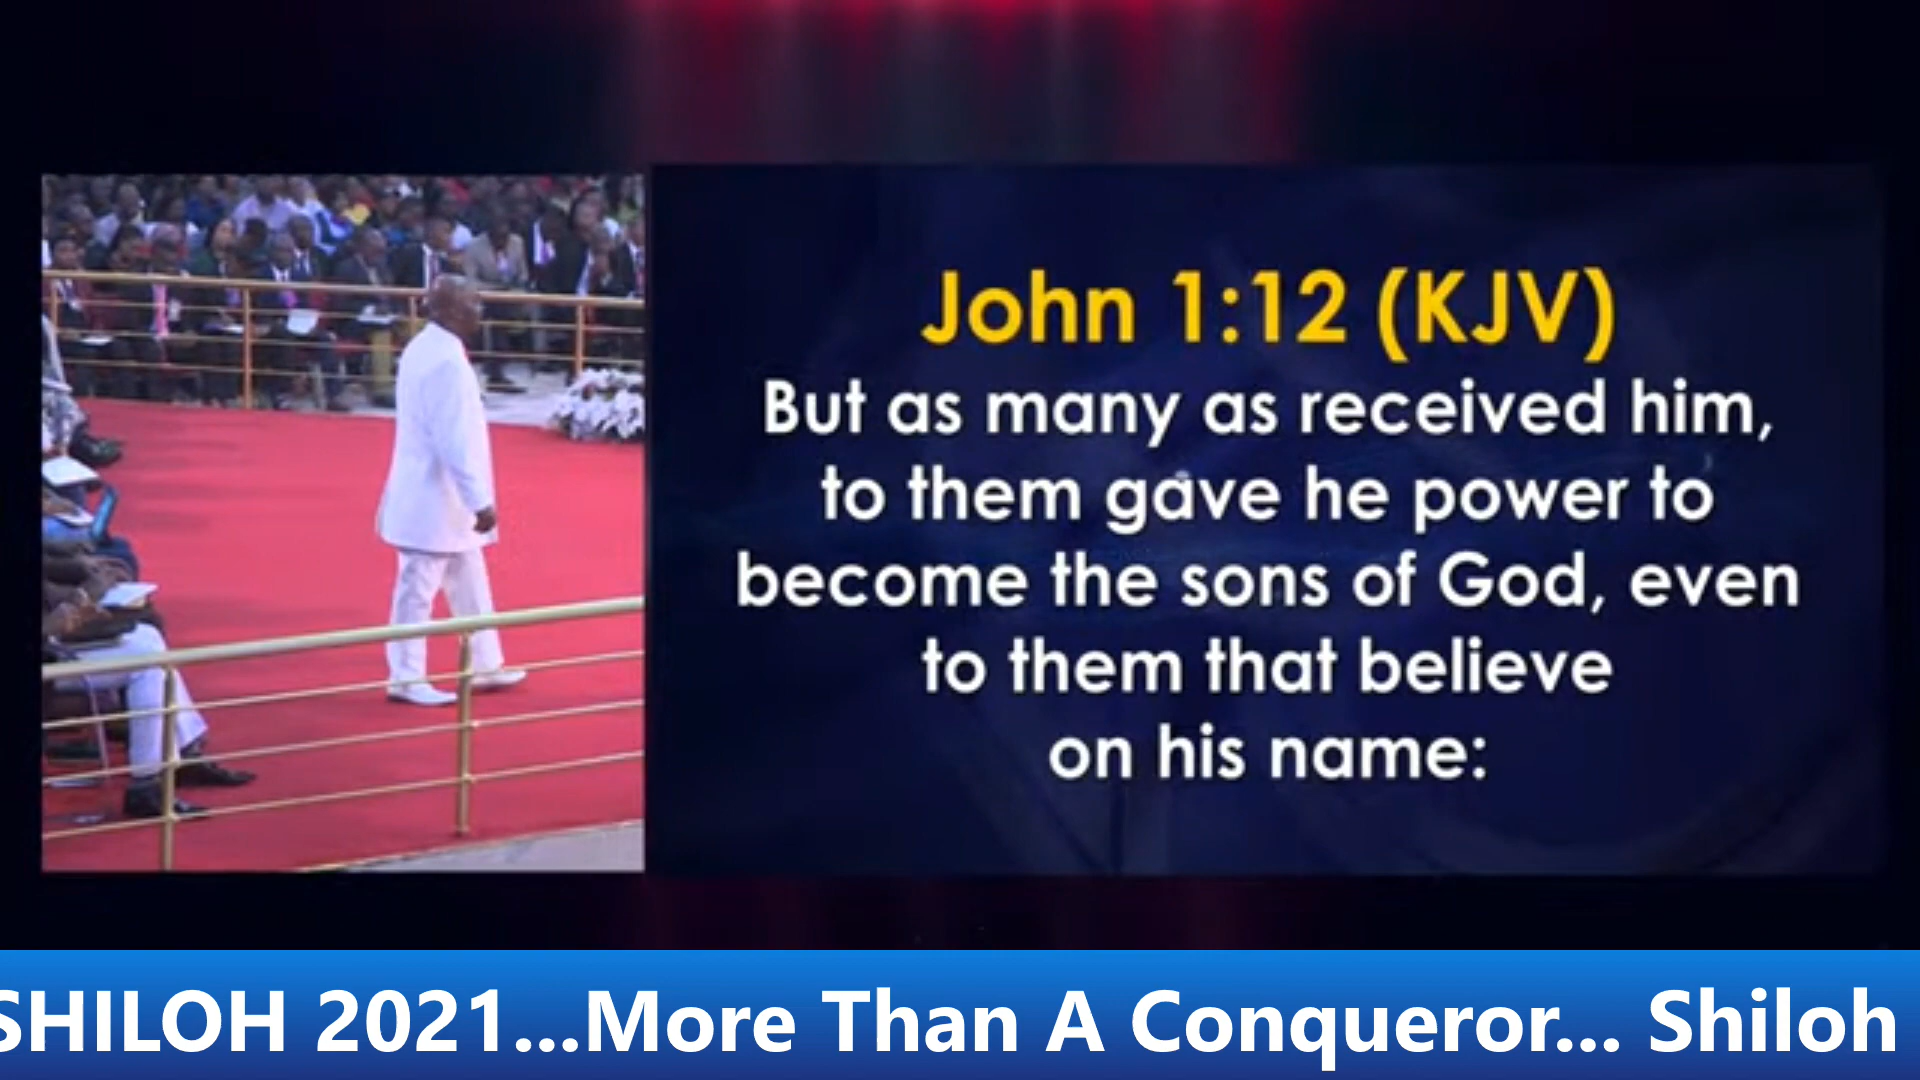 John 1:12 (KJV)
But as many as received him,
to them gave he power to
become the sons of God, even
to them that believe
on his name:
SHILOH 2021...More Than A Conqueror... Shiloh